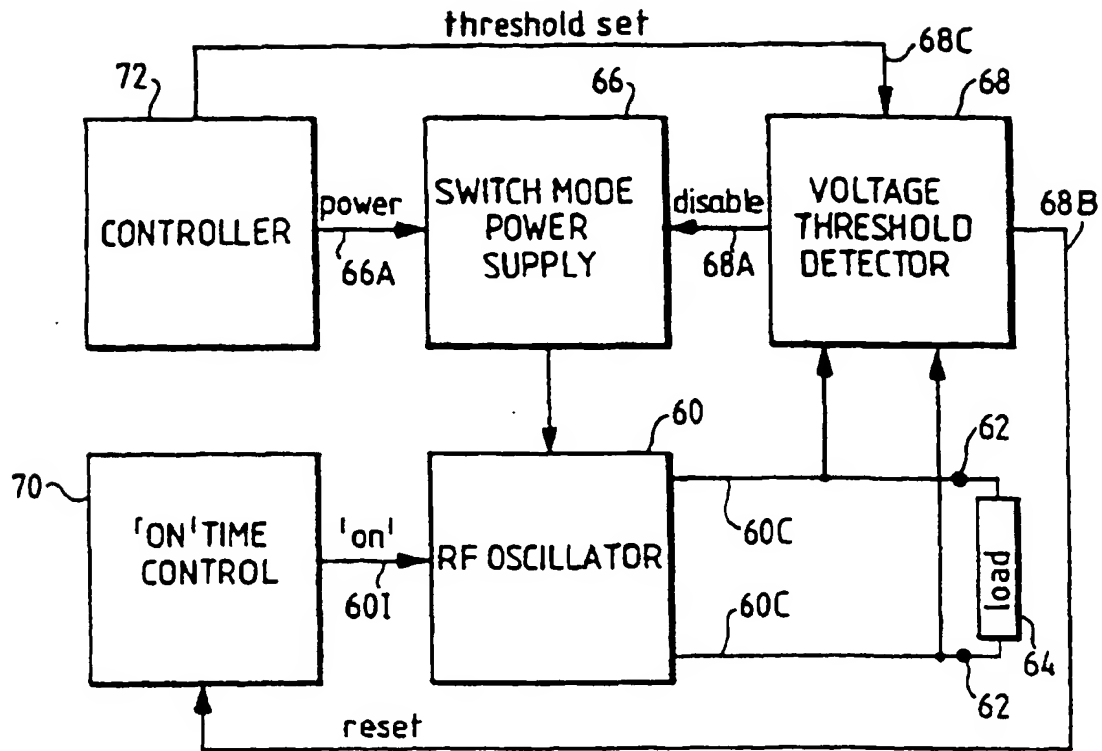 threshold set
68C
72
66
68
CONTROLLER
power
66A
SWITCH MODE
POWER
SUPPLY
disable
68A
VOLTAGE
THRESHOLD
DETECTOR
68B
60
62
70
'ON' TIME
CONTROL
'on'
60I
RF OSCILLATOR
60C
60C
load
64
62
reset